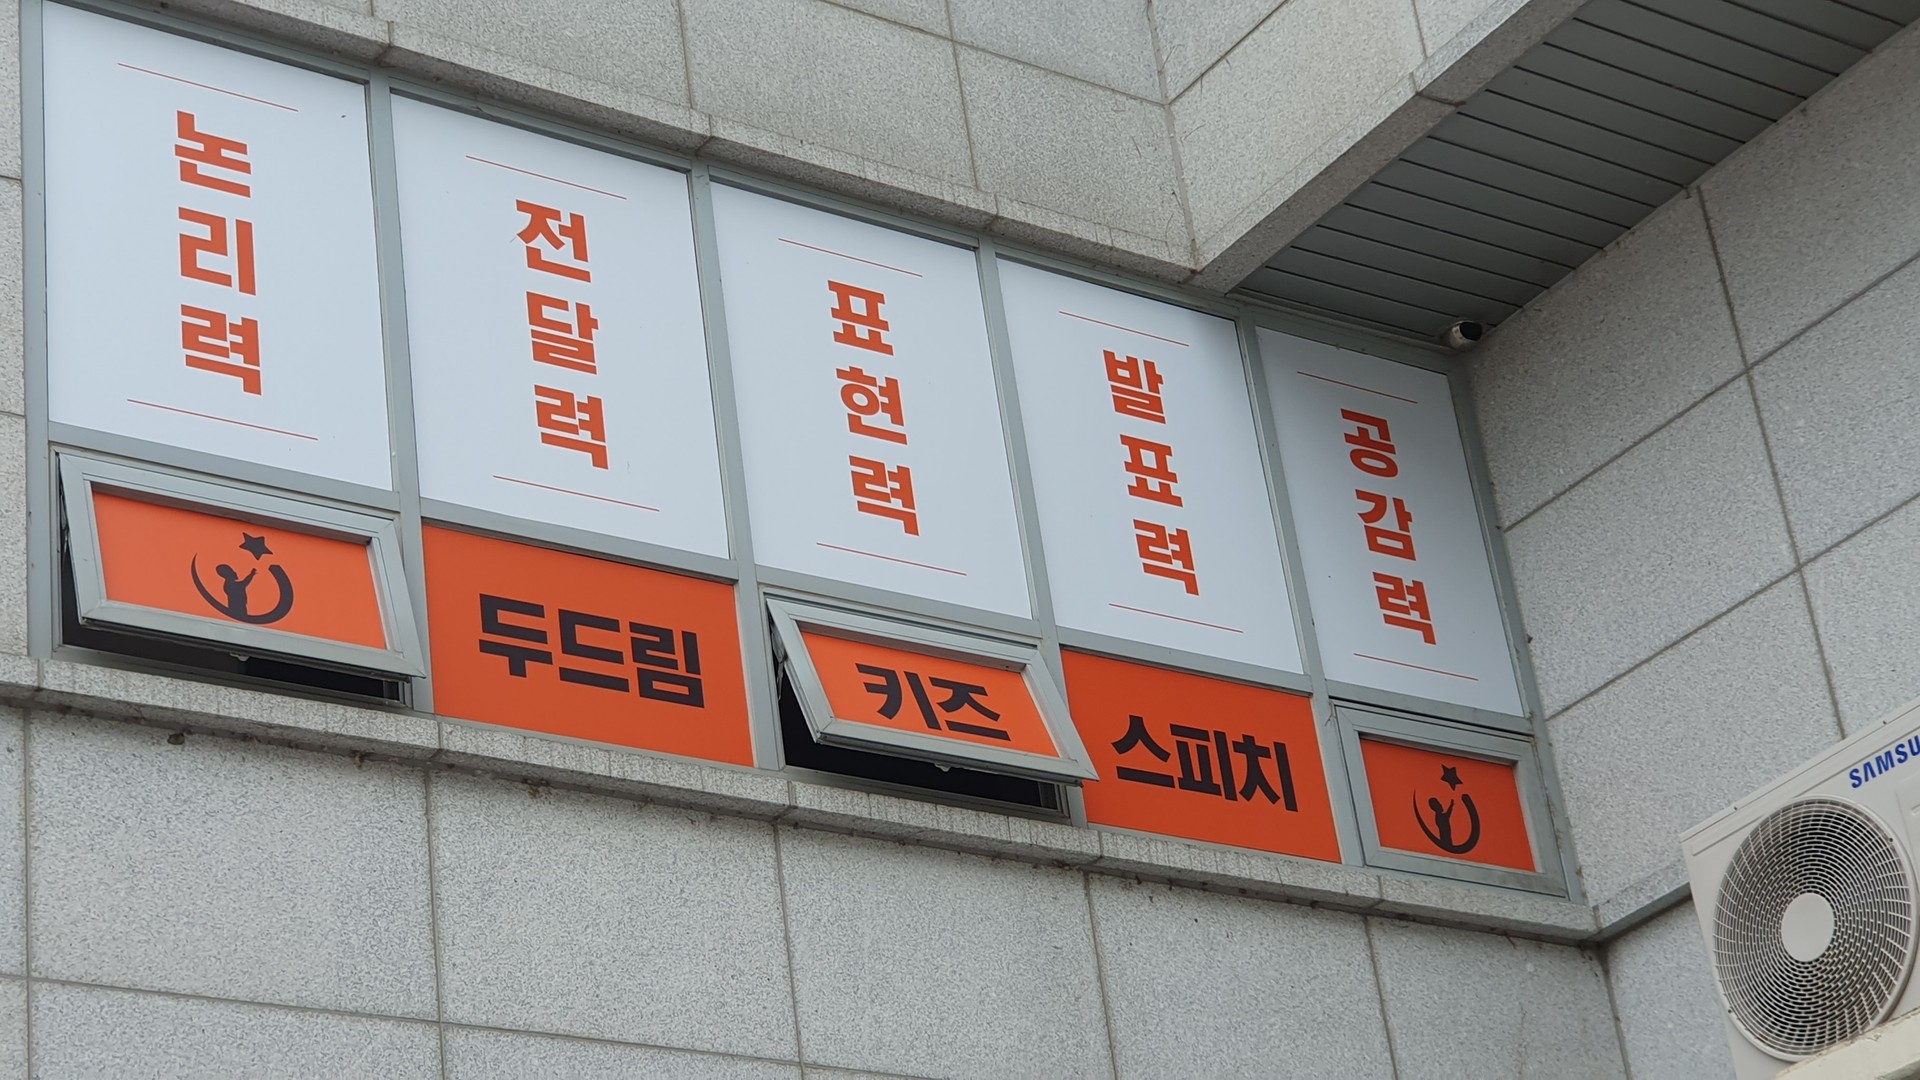 논리력
전달력
표현력
발표력
공감력
두드림
키즈
스피치